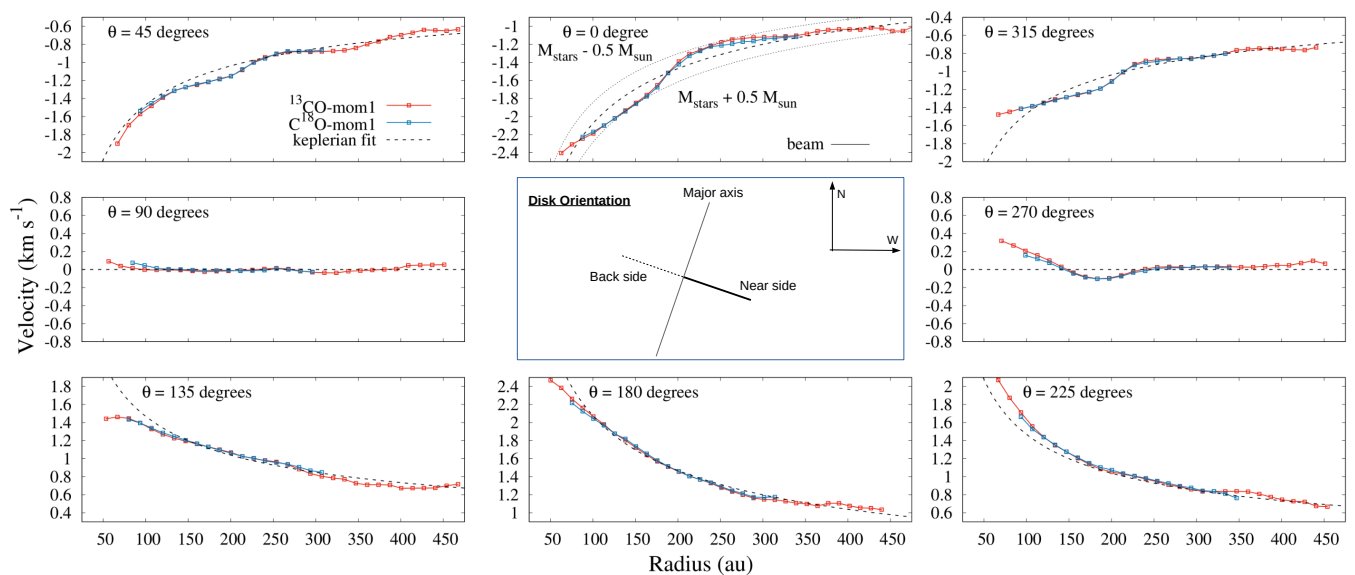 θ = 45 degrees
-0.6
-0.8
-1
-1.2
-1.4
-1.6
-1.8
-2
¹³CO-mom1
C¹⁸O-mom1
keplerian fit
θ = 0 degree
M_stars - 0.5 M_sun
M_stars + 0.5 M_sun
beam
-1
-1.2
-1.4
-1.6
-1.8
-2
-2.2
-2.4
θ = 315 degrees
-0.4
-0.6
-0.8
-1
-1.2
-1.4
-1.6
-1.8
-2
Velocity (km s⁻¹)
θ = 90 degrees
0.8
0.6
0.4
0.2
0
-0.2
-0.4
-0.6
-0.8
Disk Orientation
Major axis
N
W
Back side
Near side
θ = 270 degrees
0.8
0.6
0.4
0.2
0
-0.2
-0.4
-0.6
-0.8
θ = 135 degrees
1.8
1.6
1.4
1.2
1
0.8
0.6
0.4
50 100 150 200 250 300 350 400 450
θ = 180 degrees
2.4
2.2
2
1.8
1.6
1.4
1.2
1
50 100 150 200 250 300 350 400 450
θ = 225 degrees
2
1.8
1.6
1.4
1.2
1
0.8
0.6
50 100 150 200 250 300 350 400 450
Radius (au)